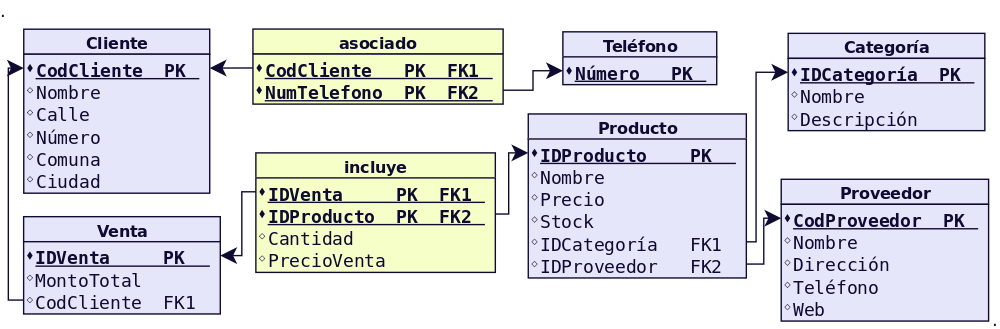 Cliente
CodCliente PK
Nombre
Calle
Número
Comuna
Ciudad
asociado
CodCliente PK FK1
NumTelefono PK FK2
Teléfono
Número PK
Categoría
IDCategoría PK
Nombre
Descripción
Producto
IDProducto PK
Nombre
Precio
Stock
IDCategoría FK1
IDProveedor FK2
incluye
IDVenta PK FK1
IDProducto PK FK2
Cantidad
PrecioVenta
Proveedor
CodProveedor PK
Nombre
Dirección
Teléfono
Web
Venta
IDVenta PK
MontoTotal
CodCliente FK1